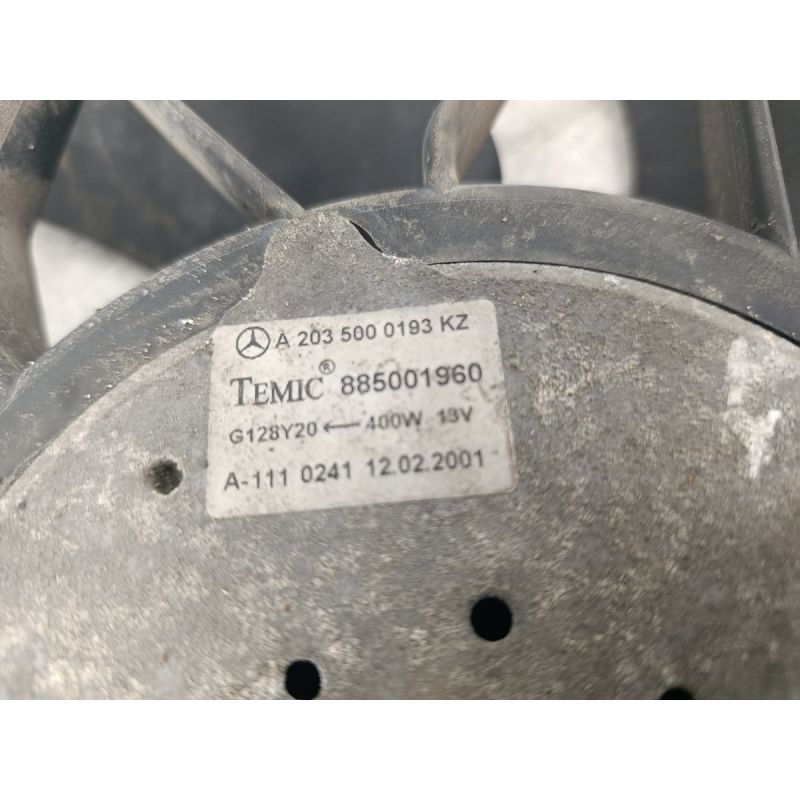 A 203 500 0193 KZ
TEMIC® 885001960
G128Y20 ← 400W 13V
A-111 0241 12.02.2001